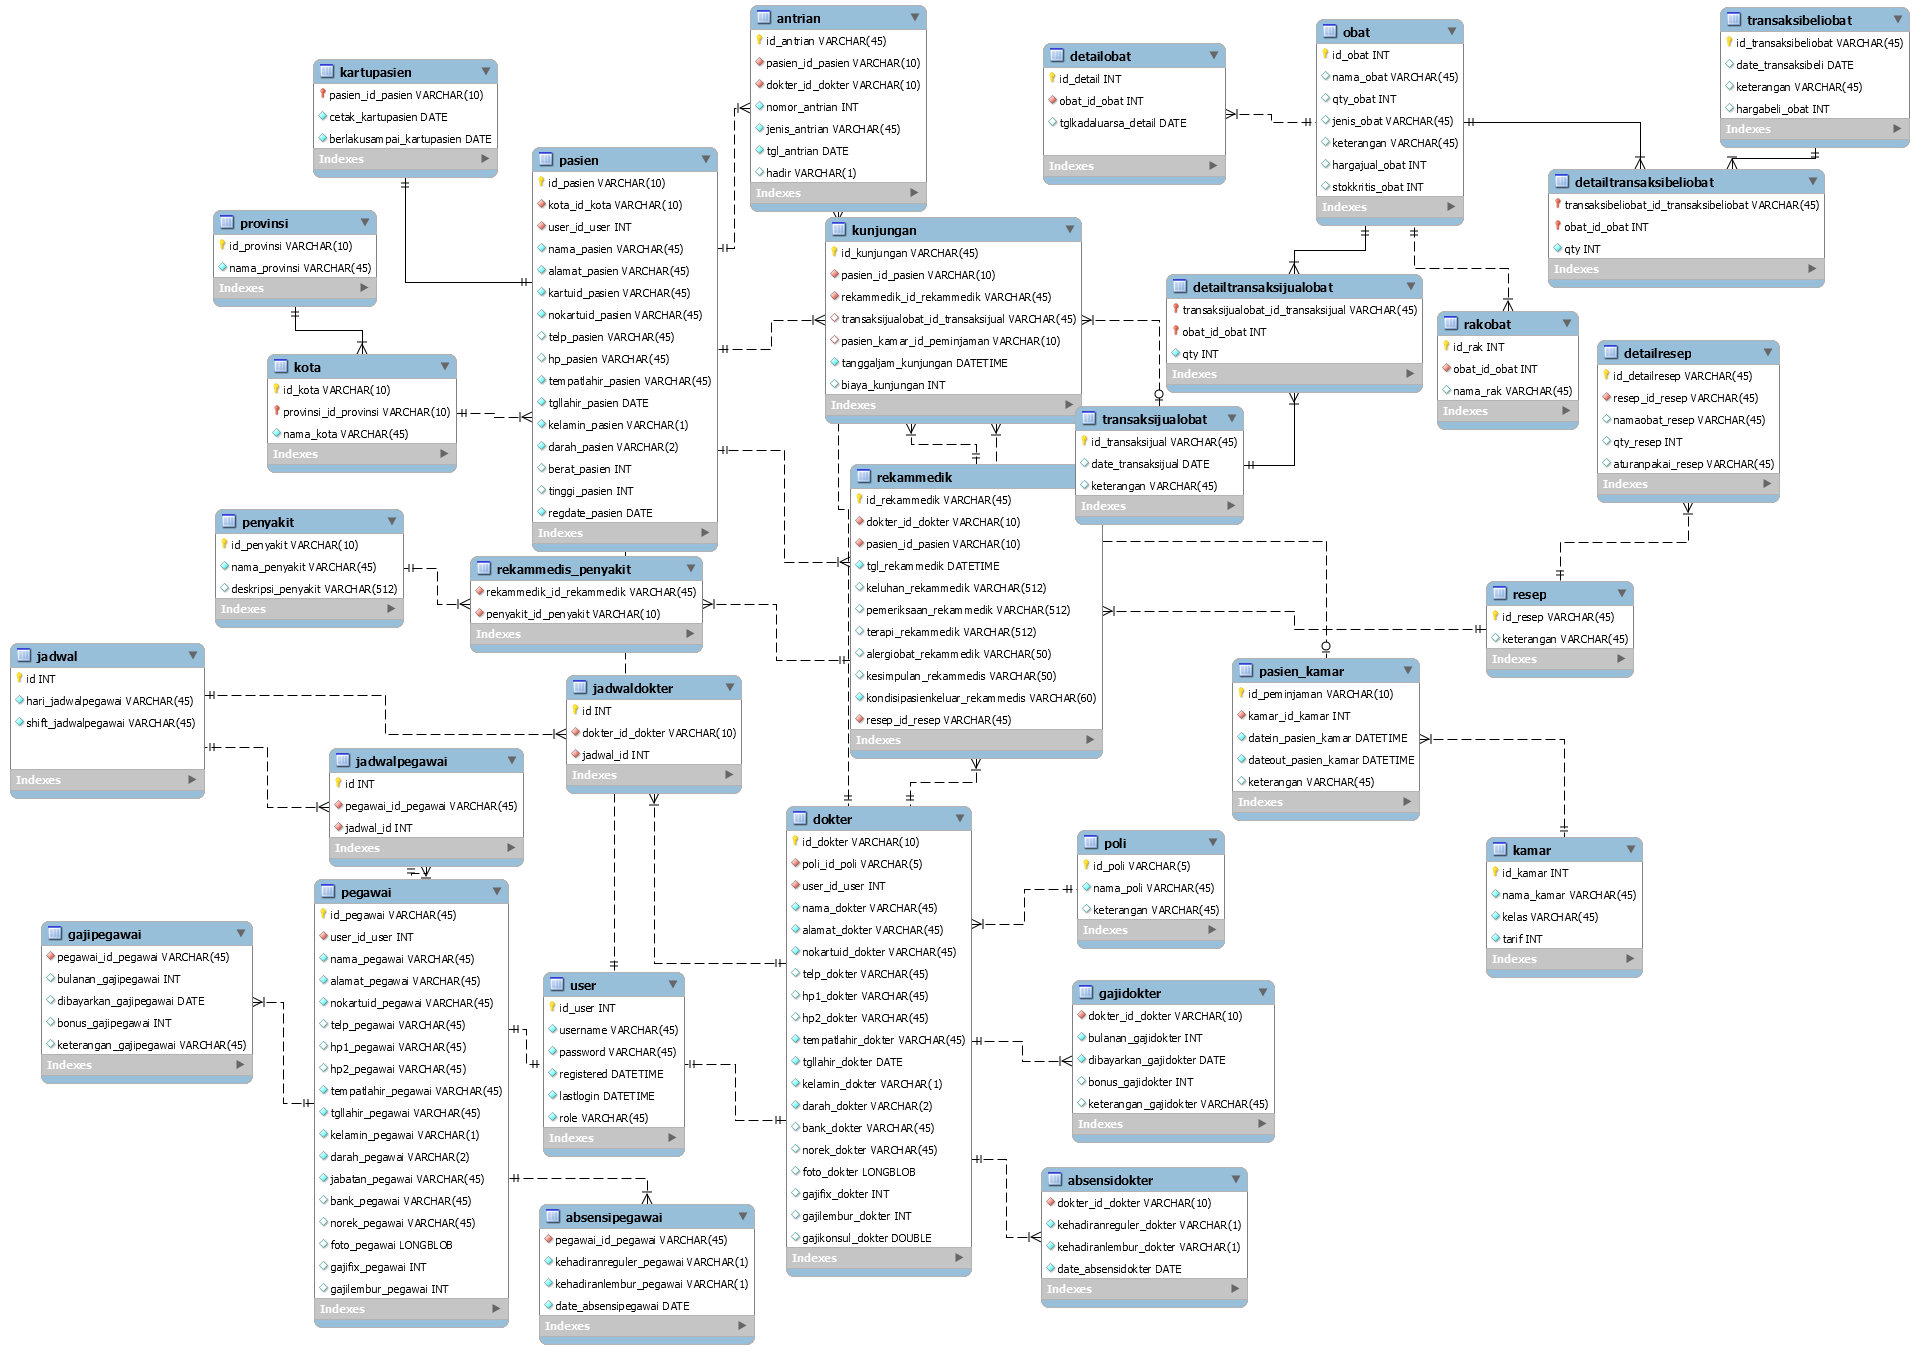 antrian
id_antrian VARCHAR(45)
pasien_id_pasien VARCHAR(10)
dokter_id_dokter VARCHAR(10)
nomor_antrian INT
jenis_antrian VARCHAR(45)
tgl_antrian DATE
hadir VARCHAR(1)
Indexes
transaksibeliobat
id_transaksibeliobat VARCHAR(45)
date_transaksibeli DATE
keterangan VARCHAR(45)
hargabeli_obat INT
Indexes
obat
id_obat INT
nama_obat VARCHAR(45)
qty_obat INT
jenis_obat VARCHAR(45)
keterangan VARCHAR(45)
hargajual_obat INT
stokkritis_obat INT
Indexes
detailobat
id_detail INT
obat_id_obat INT
tglkadaluarsa_detail DATE
Indexes
kartupasien
pasien_id_pasien VARCHAR(10)
cetak_kartupasien DATE
berlakusampai_kartupasien DATE
Indexes
pasien
id_pasien VARCHAR(10)
kota_id_kota VARCHAR(10)
user_id_user INT
nama_pasien VARCHAR(45)
alamat_pasien VARCHAR(45)
kartuid_pasien VARCHAR(45)
nokartuid_pasien VARCHAR(45)
telp_pasien VARCHAR(45)
hp_pasien VARCHAR(45)
tempatlahir_pasien VARCHAR(45)
tgllahir_pasien DATE
kelamin_pasien VARCHAR(1)
darah_pasien VARCHAR(2)
berat_pasien INT
tinggi_pasien INT
regdate_pasien DATE
Indexes
detailtransaksibeliobat
transaksibeliobat_id_transaksibeliobat VARCHAR(45)
obat_id_obat INT
qty INT
Indexes
provinsi
id_provinsi VARCHAR(10)
nama_provinsi VARCHAR(45)
Indexes
kunjungan
id_kunjungan VARCHAR(45)
pasien_id_pasien VARCHAR(10)
rekammedik_id_rekammedik VARCHAR(45)
transaksijualobat_id_transaksijual VARCHAR(45)
pasien_kamar_id_peminjaman VARCHAR(10)
tanggaljam_kunjungan DATETIME
biaya_kunjungan INT
Indexes
detailtransaksijualobat
transaksijualobat_id_transaksijual VARCHAR(45)
obat_id_obat INT
qty INT
Indexes
rakobat
id_rak INT
obat_id_obat INT
nama_rak VARCHAR(45)
Indexes
detailresep
id_detailresep VARCHAR(45)
resep_id_resep VARCHAR(45)
namaobat_resep VARCHAR(45)
qty_resep INT
aturanpakai_resep VARCHAR(45)
Indexes
kota
id_kota VARCHAR(10)
provinsi_id_provinsi VARCHAR(10)
nama_kota VARCHAR(45)
Indexes
transaksijualobat
id_transaksijual VARCHAR(45)
date_transaksijual DATE
keterangan VARCHAR(45)
Indexes
rekammedik
id_rekammedik VARCHAR(45)
dokter_id_dokter VARCHAR(10)
pasien_id_pasien VARCHAR(10)
tgl_rekammedik DATETIME
keluhan_rekammedik VARCHAR(512)
pemeriksaan_rekammedik VARCHAR(512)
terapi_rekammedik VARCHAR(512)
alergiobat_rekammedik VARCHAR(50)
kesimpulan_rekammedis VARCHAR(50)
kondisipasienkeluar_rekammedis VARCHAR(60)
resep_id_resep VARCHAR(45)
Indexes
penyakit
id_penyakit VARCHAR(10)
nama_penyakit VARCHAR(45)
deskripsi_penyakit VARCHAR(512)
Indexes
rekammedis_penyakit
rekammedik_id_rekammedik VARCHAR(45)
penyakit_id_penyakit VARCHAR(10)
Indexes
resep
id_resep VARCHAR(45)
keterangan VARCHAR(45)
Indexes
jadwal
id INT
hari_jadwalpegawai VARCHAR(45)
shift_jadwalpegawai VARCHAR(45)
Indexes
pasien_kamar
id_peminjaman VARCHAR(10)
kamar_id_kamar INT
datein_pasien_kamar DATETIME
dateout_pasien_kamar DATETIME
keterangan VARCHAR(45)
Indexes
jadwaldokter
id INT
dokter_id_dokter VARCHAR(10)
jadwal_id INT
Indexes
jadwalpegawai
id INT
pegawai_id_pegawai VARCHAR(45)
jadwal_id INT
Indexes
dokter
id_dokter VARCHAR(10)
poli_id_poli VARCHAR(5)
user_id_user INT
nama_dokter VARCHAR(45)
alamat_dokter VARCHAR(45)
nokartuid_dokter VARCHAR(45)
telp_dokter VARCHAR(45)
hp1_dokter VARCHAR(45)
hp2_dokter VARCHAR(45)
tempatlahir_dokter VARCHAR(45)
tgllahir_dokter DATE
kelamin_dokter VARCHAR(1)
darah_dokter VARCHAR(2)
bank_dokter VARCHAR(45)
norek_dokter VARCHAR(45)
foto_dokter LONGBLOB
gajifix_dokter INT
gajilembur_dokter INT
gajikonsul_dokter DOUBLE
Indexes
poli
id_poli VARCHAR(5)
nama_poli VARCHAR(45)
keterangan VARCHAR(45)
Indexes
kamar
id_kamar INT
nama_kamar VARCHAR(45)
kelas VARCHAR(45)
tarif INT
Indexes
pegawai
id_pegawai VARCHAR(45)
user_id_user INT
nama_pegawai VARCHAR(45)
alamat_pegawai VARCHAR(45)
nokartuid_pegawai VARCHAR(45)
telp_pegawai VARCHAR(45)
hp1_pegawai VARCHAR(45)
hp2_pegawai VARCHAR(45)
tempatlahir_pegawai VARCHAR(45)
tgllahir_pegawai VARCHAR(45)
kelamin_pegawai VARCHAR(1)
darah_pegawai VARCHAR(2)
jabatan_pegawai VARCHAR(45)
bank_pegawai VARCHAR(45)
norek_pegawai VARCHAR(45)
foto_pegawai LONGBLOB
gajifix_pegawai INT
gajilembur_pegawai INT
Indexes
gajipegawai
pegawai_id_pegawai VARCHAR(45)
bulanan_gajipegawai INT
dibayarkan_gajipegawai DATE
bonus_gajipegawai INT
keterangan_gajipegawai VARCHAR(45)
Indexes
user
id_user INT
username VARCHAR(45)
password VARCHAR(45)
registered DATETIME
lastlogin DATETIME
role VARCHAR(45)
Indexes
gajidokter
dokter_id_dokter VARCHAR(10)
bulanan_gajidokter INT
dibayarkan_gajidokter DATE
bonus_gajidokter INT
keterangan_gajidokter VARCHAR(45)
Indexes
absensidokter
dokter_id_dokter VARCHAR(10)
kehadiranreguler_dokter VARCHAR(1)
kehadiranlembur_dokter VARCHAR(1)
date_absensidokter DATE
Indexes
absensipegawai
pegawai_id_pegawai VARCHAR(45)
kehadiranreguler_pegawai VARCHAR(1)
kehadiranlembur_pegawai VARCHAR(1)
date_absensipegawai DATE
Indexes